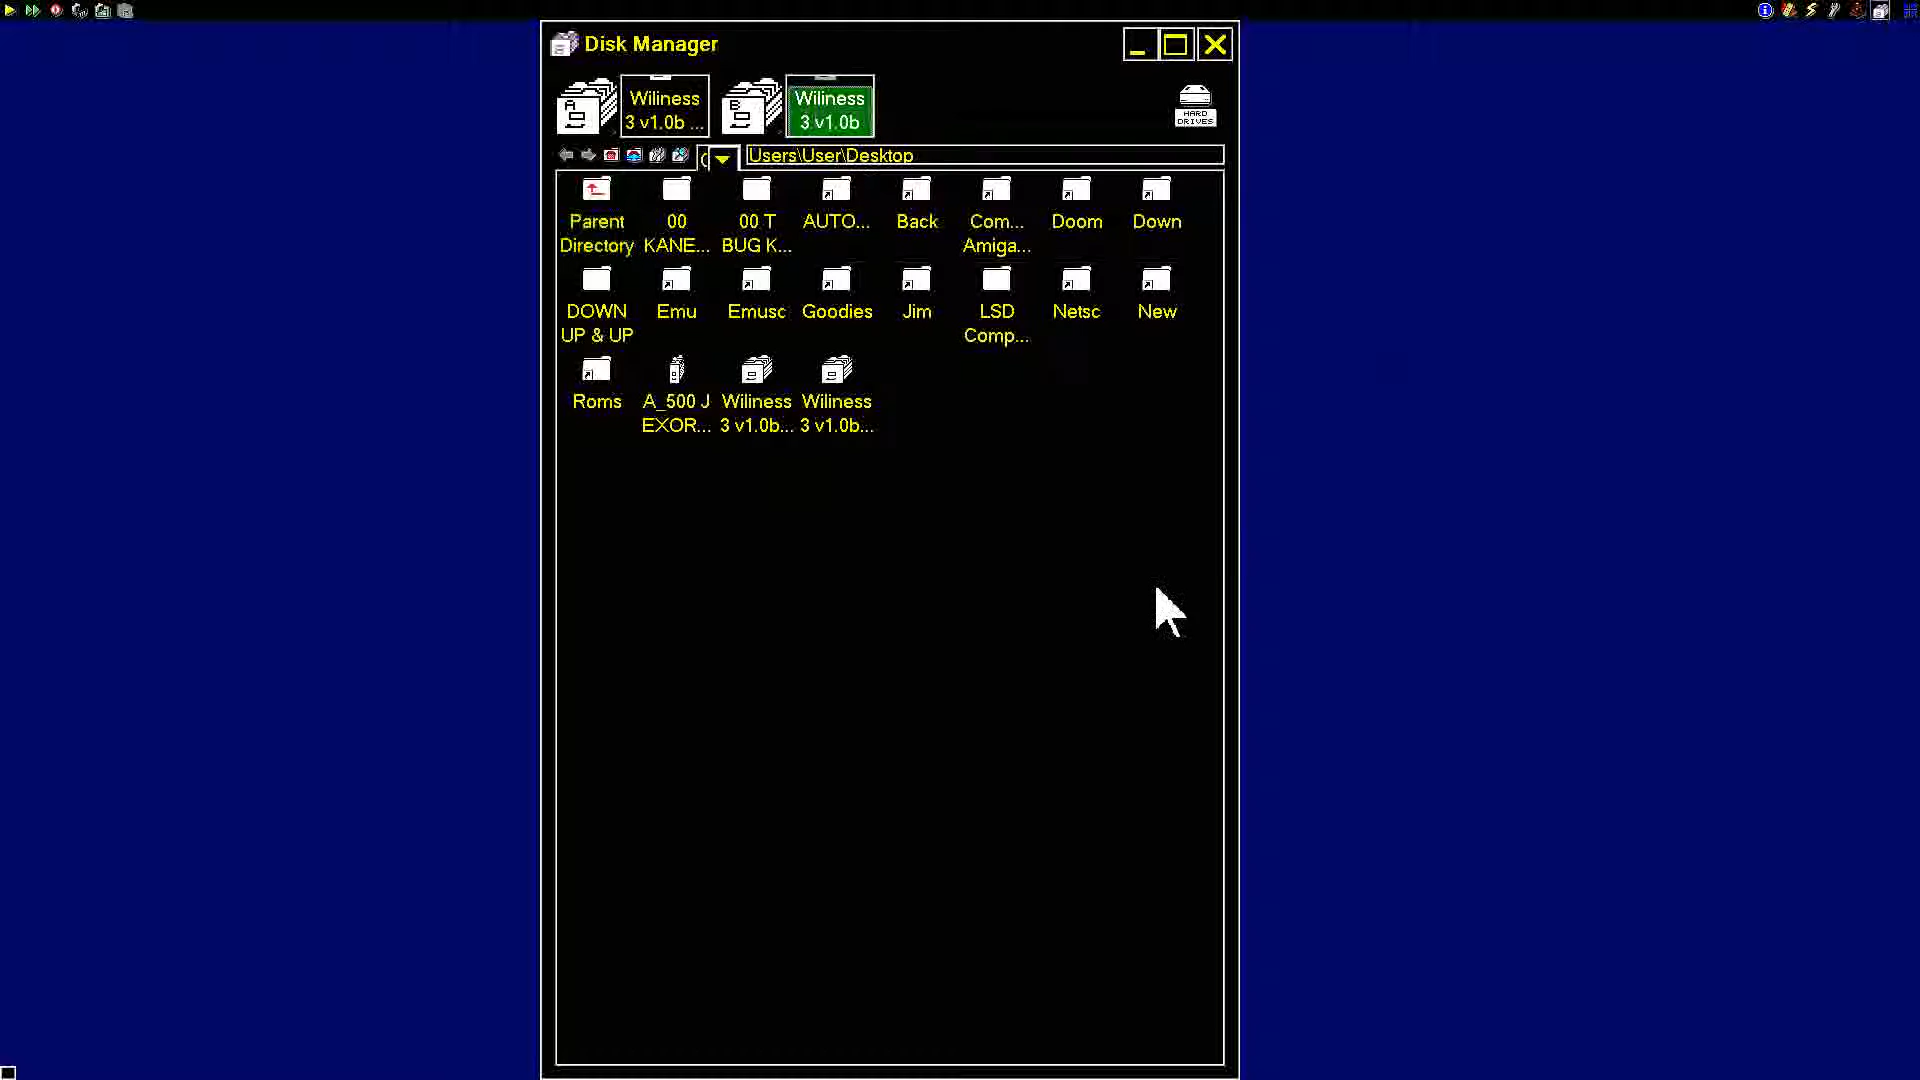 Disk Manager
A
Wiliness
3 v1.0b ...
B
Wiliness
3 v1.0b
HARD
DRIVES
Users\User\Desktop
Parent
Directory
00
KANE...
00 T
BUG K...
AUTO...
Back
Com...
Amiga...
Doom
Down
DOWN
UP & UP
Emu
Emusc
Goodies
Jim
LSD
Comp...
Netsc
New
Roms
A_500 J
EXOR...
Wiliness
3 v1.0b...
Wiliness
3 v1.0b...